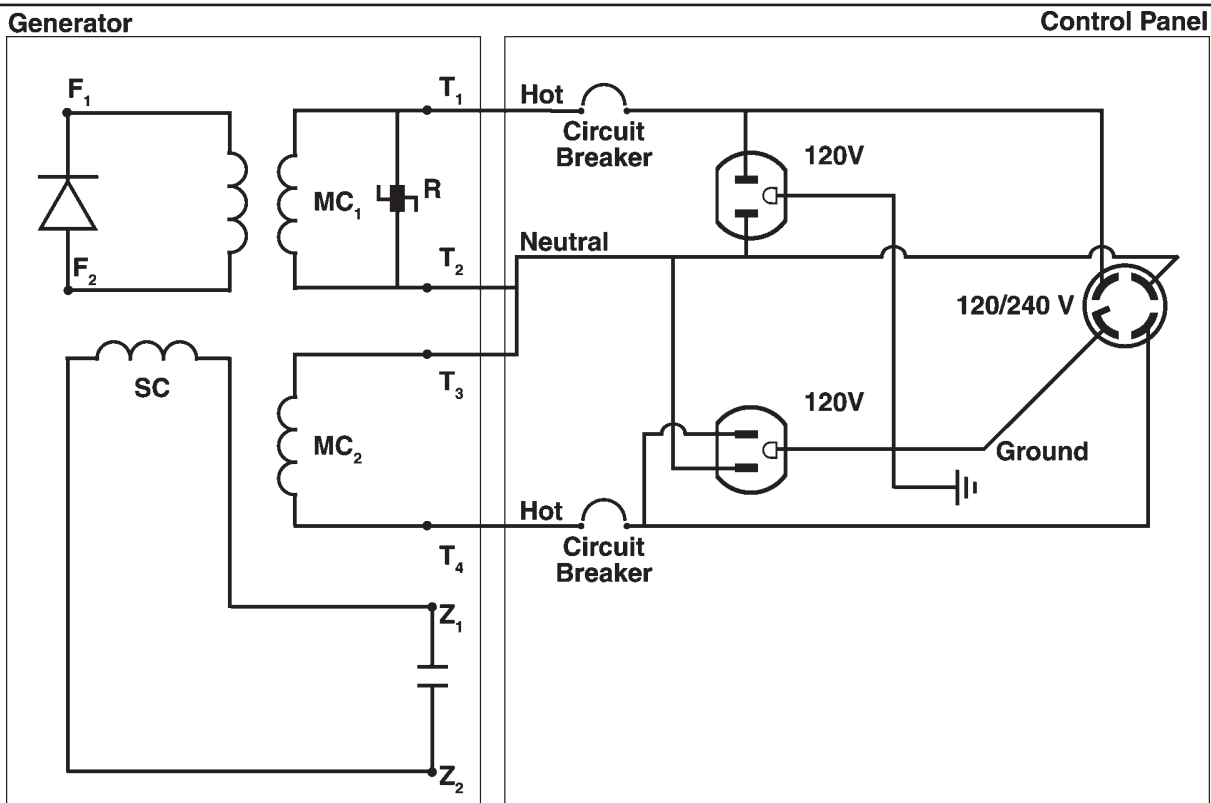 Generator
Control Panel
F1
T1
Hot
Circuit
Breaker
120V
MC1
R
F2
T2
Neutral
120/240 V
SC
T3
120V
MC2
Ground
Hot
T4
Circuit
Breaker
Z1
Z2